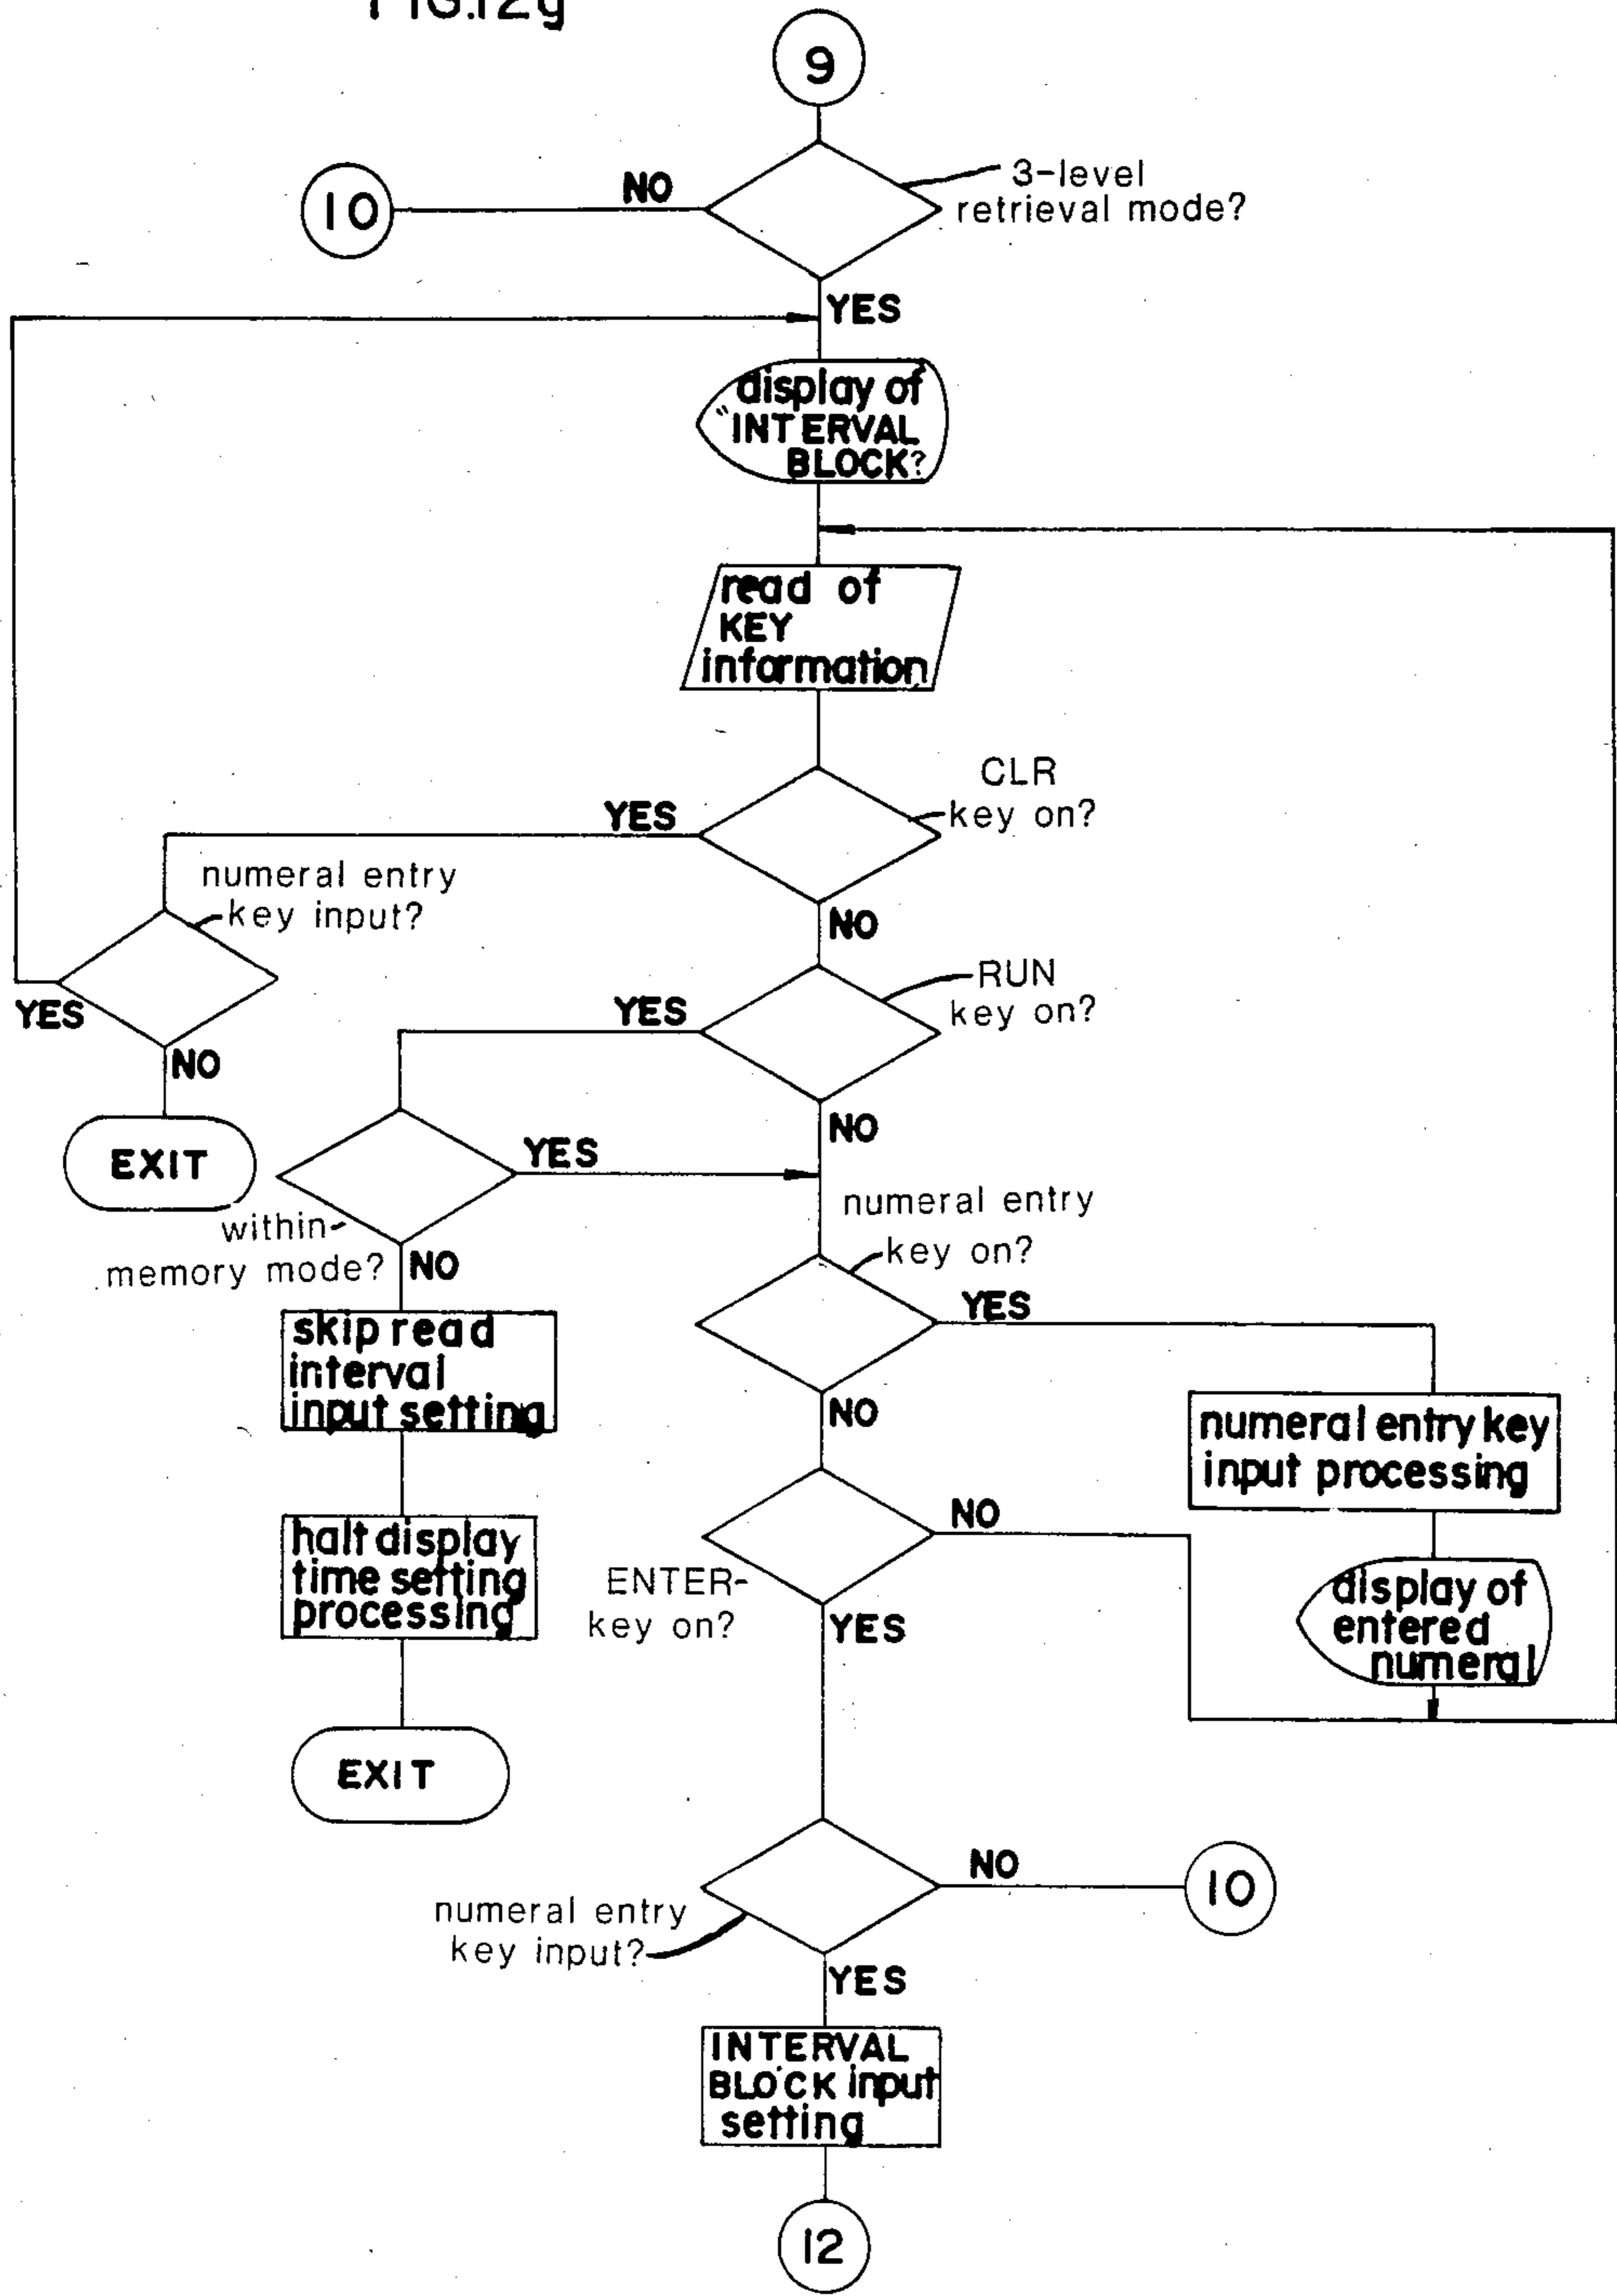 FIG.12g
9
10
NO
3-level
retrieval mode?
YES
display of
"INTERVAL
BLOCK?
read of
KEY
information
CLR
key on?
YES
NO
numeral entry
key input?
YES
NO
EXIT
RUN
key on?
YES
NO
within
memory mode?
YES
NO
numeral entry
key on?
YES
NO
skip read
interval
input setting
numeral entry key
input processing
halt display
time setting
processing
ENTER
key on?
NO
YES
display of
entered
numeral
EXIT
numeral entry
key input?
NO
10
YES
INTERVAL
BLOCK input
setting
12